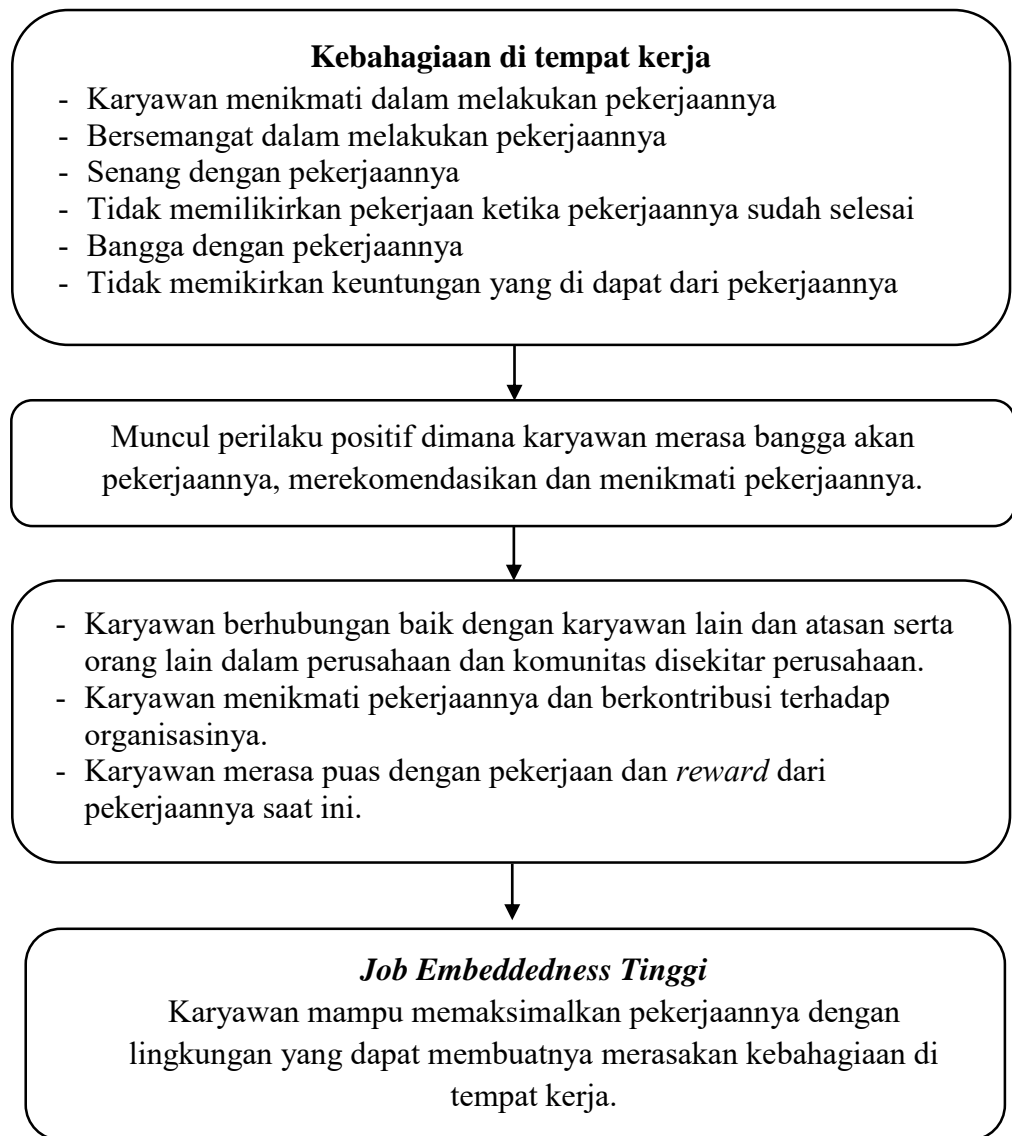 Kebahagiaan di tempat kerja
- Karyawan menikmati dalam melakukan pekerjaannya
- Bersemangat dalam melakukan pekerjaannya
- Senang dengan pekerjaannya
- Tidak memilikirkan pekerjaan ketika pekerjaannya sudah selesai
- Bangga dengan pekerjaannya
- Tidak memikirkan keuntungan yang di dapat dari pekerjaannya
Muncul perilaku positif dimana karyawan merasa bangga akan
pekerjaannya, merekomendasikan dan menikmati pekerjaannya.
- Karyawan berhubungan baik dengan karyawan lain dan atasan serta
orang lain dalam perusahaan dan komunitas disekitar perusahaan.
- Karyawan menikmati pekerjaannya dan berkontribusi terhadap
organisasinya.
- Karyawan merasa puas dengan pekerjaan dan reward dari
pekerjaannya saat ini.
Job Embeddedness Tinggi
Karyawan mampu memaksimalkan pekerjaannya dengan
lingkungan yang dapat membuatnya merasakan kebahagiaan di
tempat kerja.